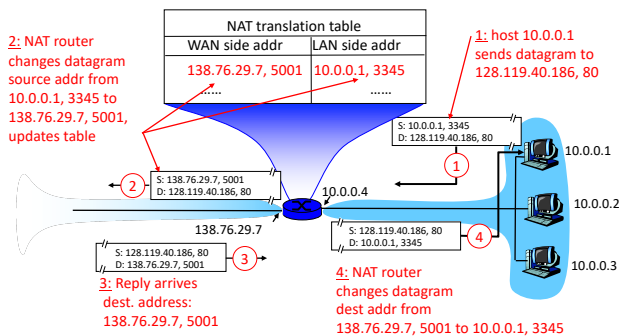 NAT translation table
WAN side addr LAN side addr
138.76.29.7, 5001 10.0.0.1, 3345
...... ......
2: NAT router
changes datagram
source addr from
10.0.0.1, 3345 to
138.76.29.7, 5001,
updates table
1: host 10.0.0.1
sends datagram to
128.119.40.186, 80
S: 10.0.0.1, 3345
D: 128.119.40.186, 80
1
10.0.0.1
S: 138.76.29.7, 5001
D: 128.119.40.186, 80
2
10.0.0.4
10.0.0.2
138.76.29.7
S: 128.119.40.186, 80
D: 10.0.0.1, 3345
4
S: 128.119.40.186, 80
D: 138.76.29.7, 5001
3
10.0.0.3
3: Reply arrives
dest. address:
138.76.29.7, 5001
4: NAT router
changes datagram
dest addr from
138.76.29.7, 5001 to 10.0.0.1, 3345